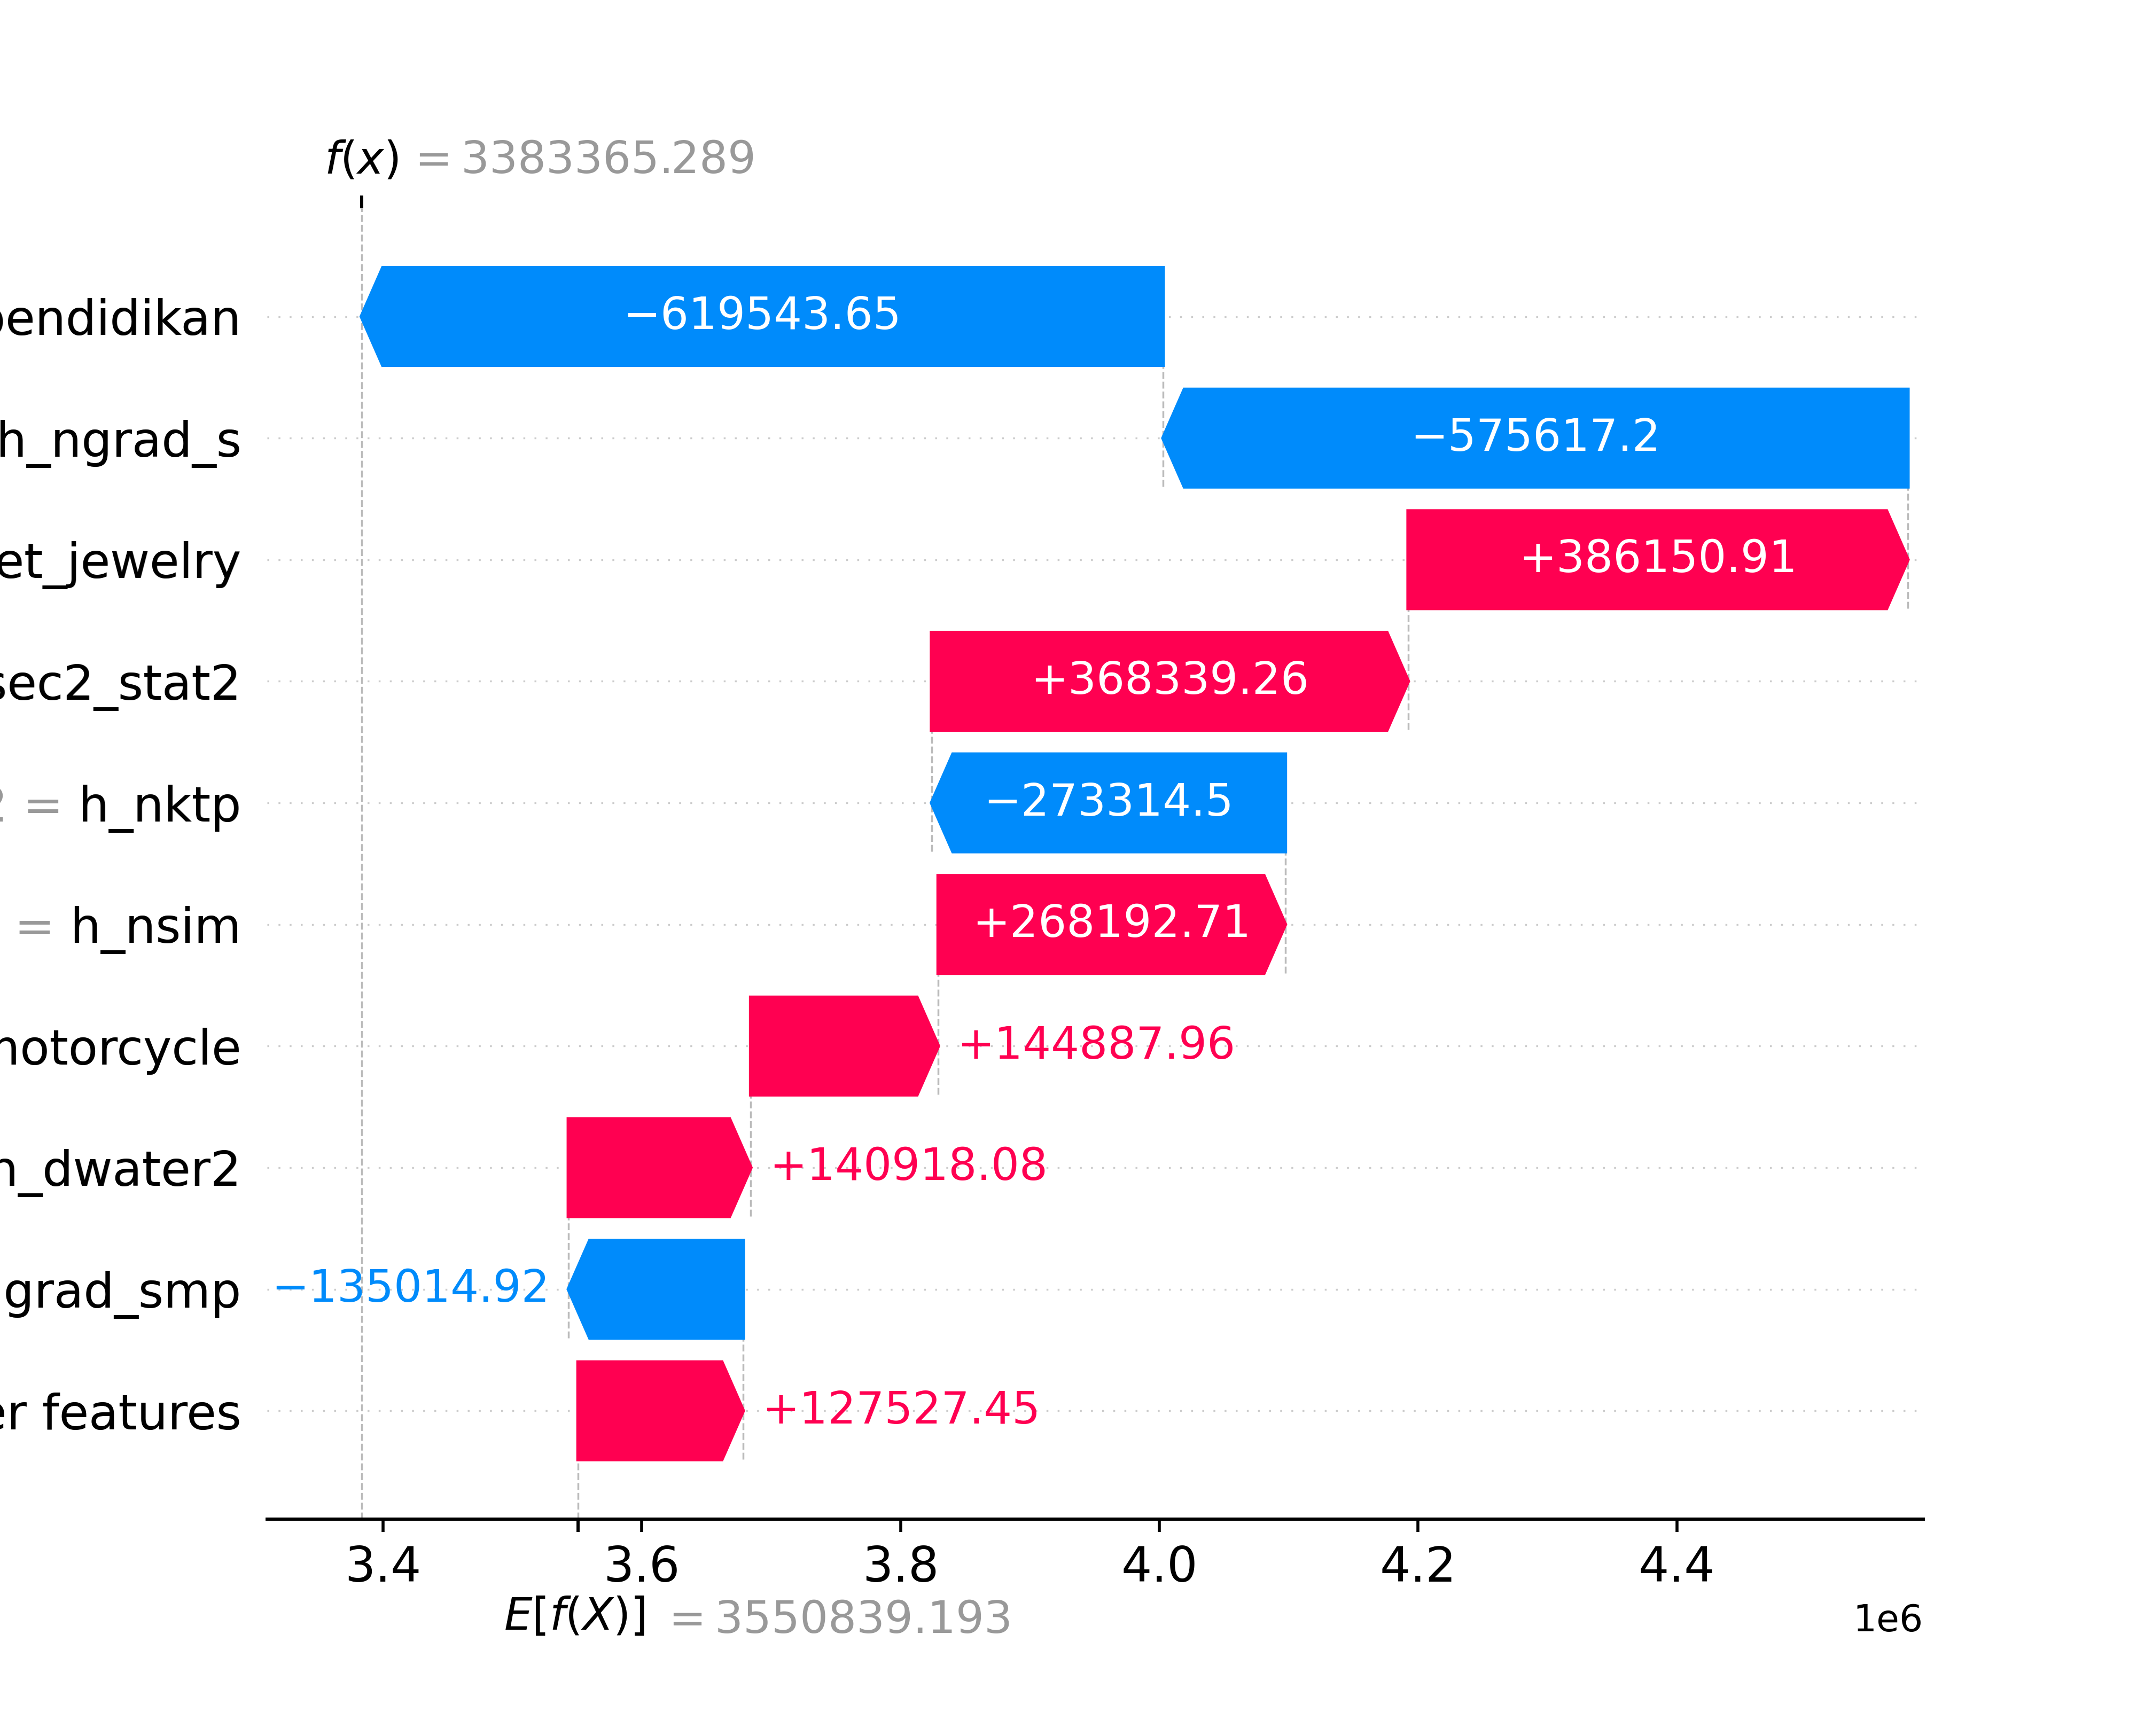 f(x) = 3383365.289
pendidikan −619543.65
h_ngrad_s −575617.2
et_jewelry +386150.91
sec2_stat2 +368339.26
= h_nktp −273314.5
= h_nsim +268192.71
motorcycle +144887.96
h_dwater2 +140918.08
grad_smp −135014.92
er features +127527.45
3.4 3.6 3.8 4.0 4.2 4.4
E[f(X)] = 3550839.193
1e6